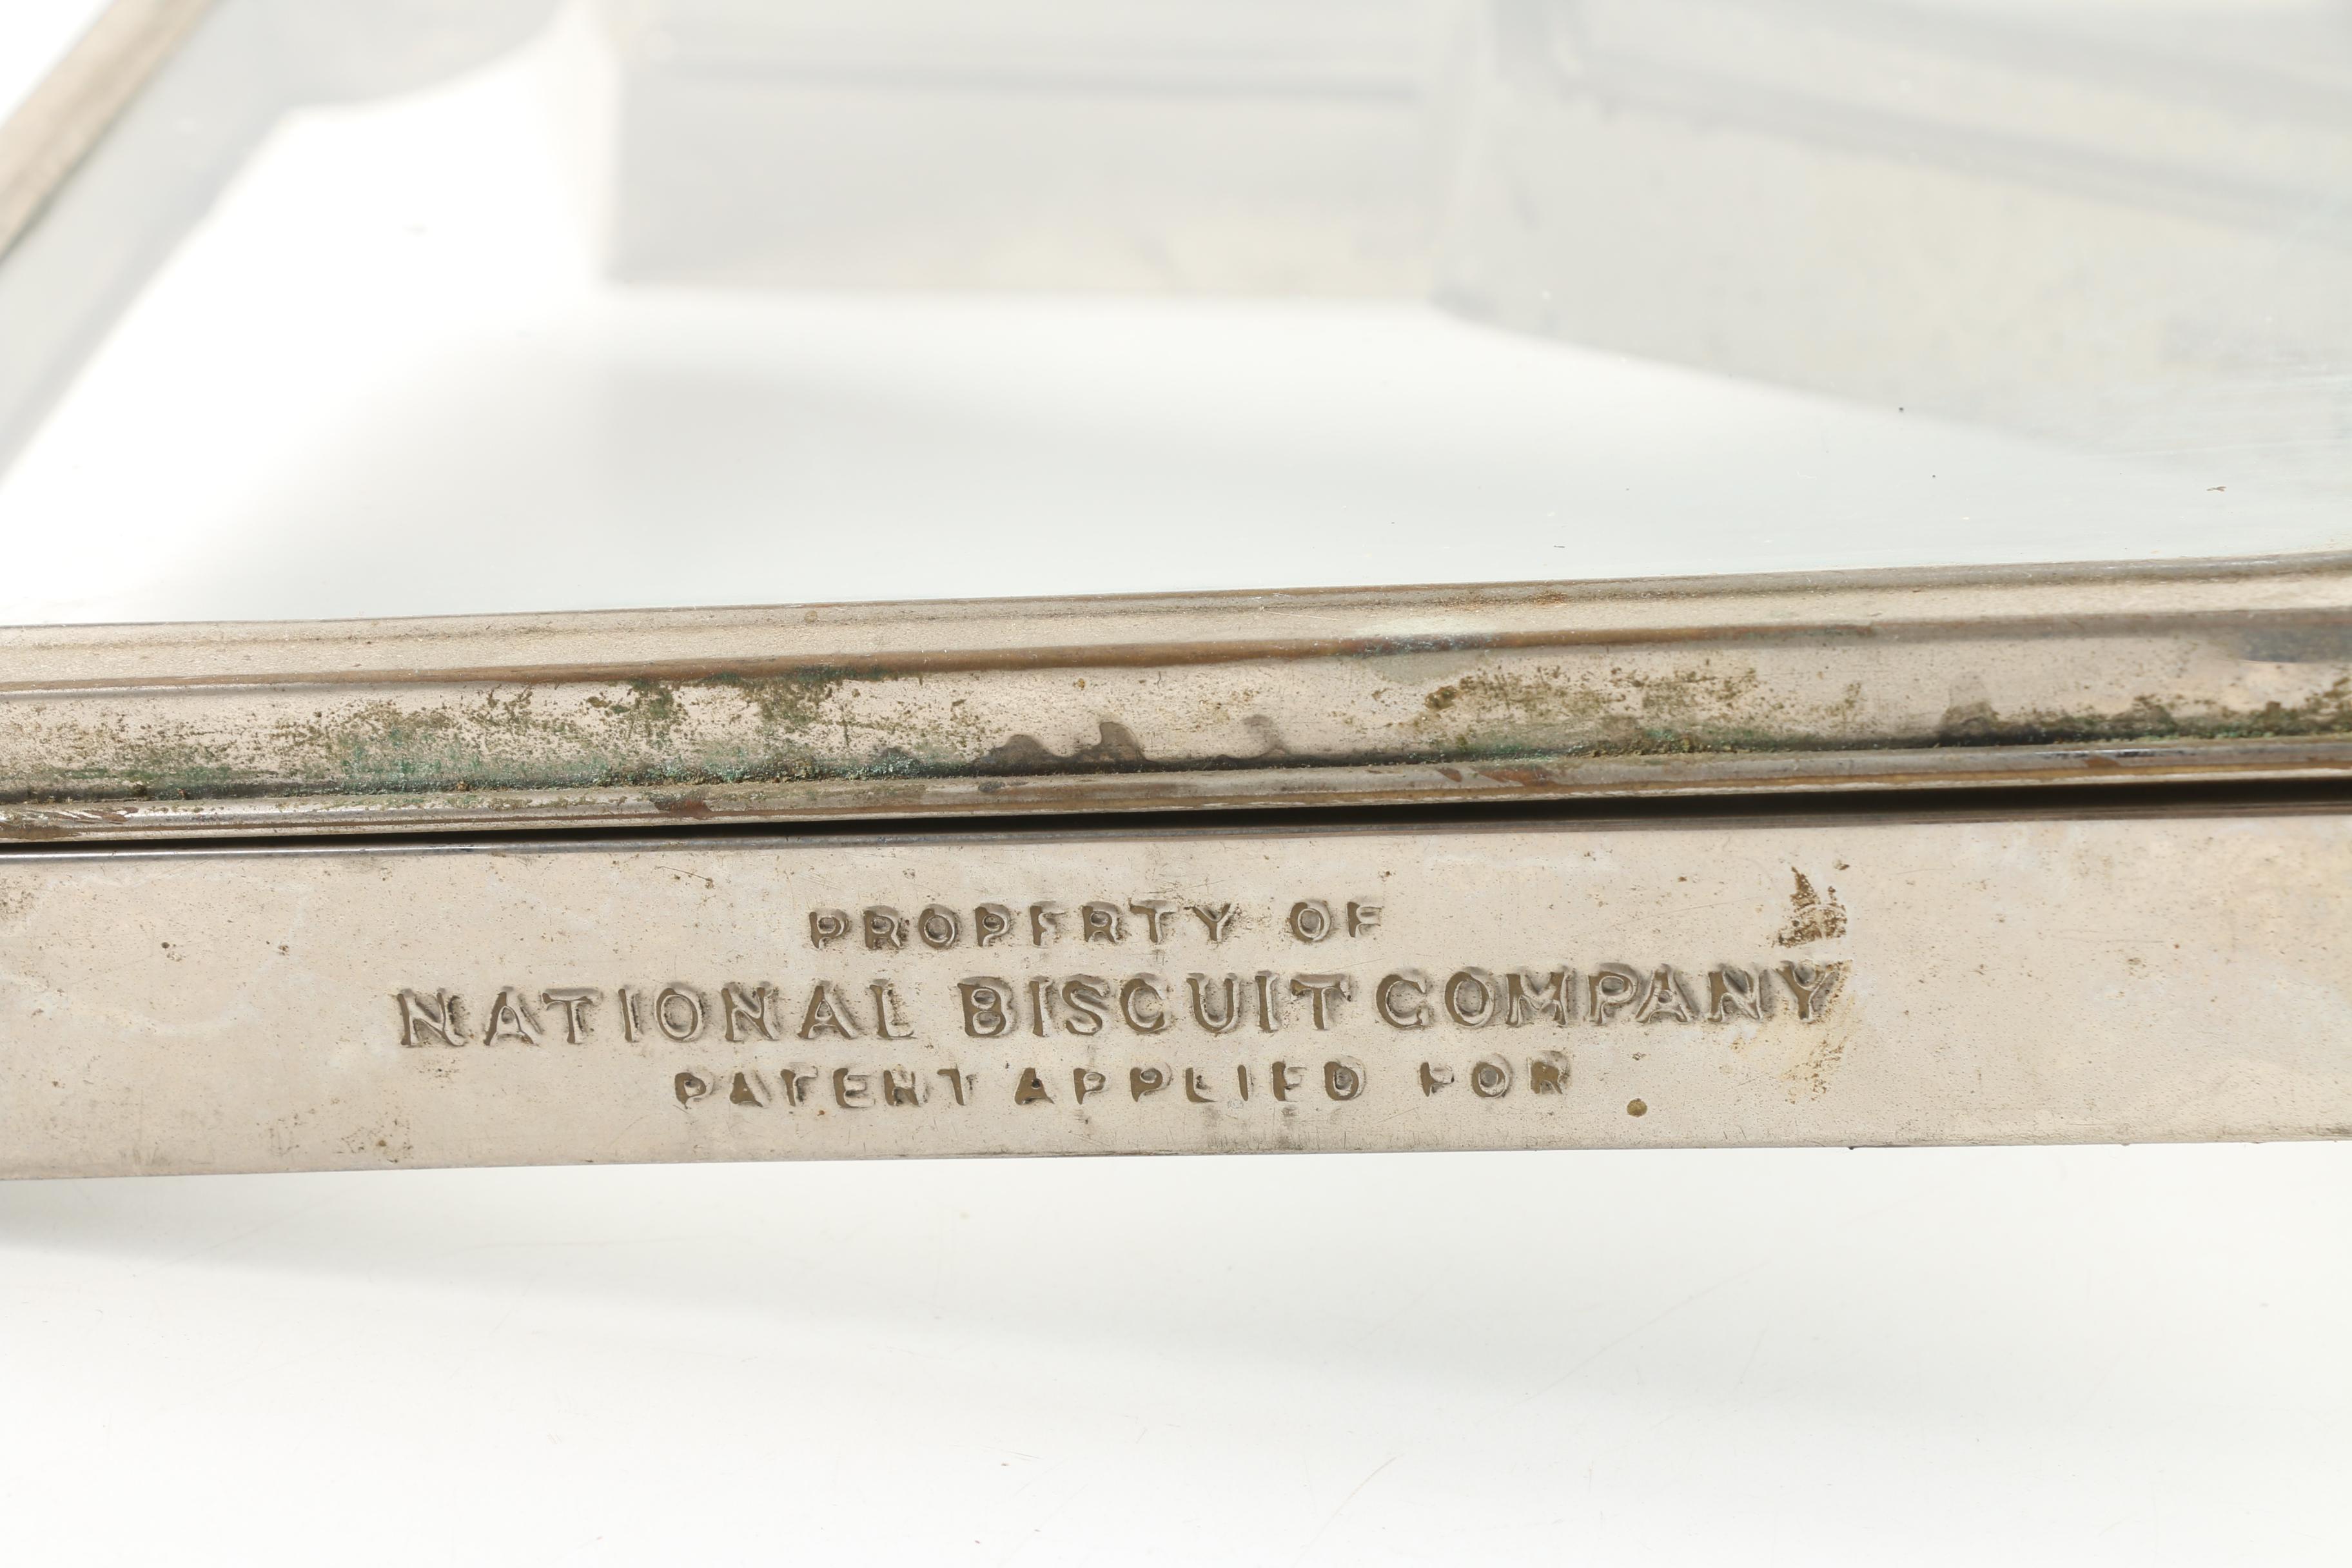 PROPERTY OF
NATIONAL BISCUIT COMPANY
PATENT APPLIED FOR